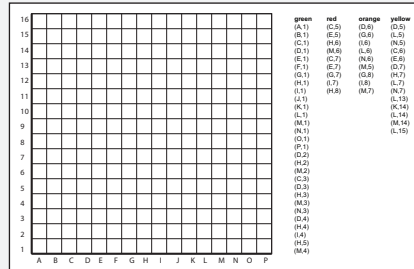 16
15
14
13
12
11
10
9
8
7
6
5
4
3
2
1
A B C D E F G H I J K L M N O P
green red orange yellow
(A,1) (C,5) (D,6) (D,5)
(B,1) (E,5) (G,6) (L,5)
(C,1) (H,6) (I,6) (N,5)
(D,1) (M,6) (L,6) (C,6)
(E,1) (C,7) (N,6) (E,6)
(F,1) (E,7) (M,5) (D,7)
(G,1) (G,7) (G,8) (H,7)
(H,1) (I,7) (I,8) (L,7)
(I,1) (H,8) (M,7) (N,7)
(J,1) (L,13)
(K,1) (K,14)
(L,1) (L,14)
(M,1) (M,14)
(N,1) (L,15)
(O,1)
(P,1)
(D,2)
(H,2)
(M,2)
(C,3)
(D,3)
(H,3)
(M,3)
(N,3)
(D,4)
(H,4)
(I,4)
(H,5)
(M,4)